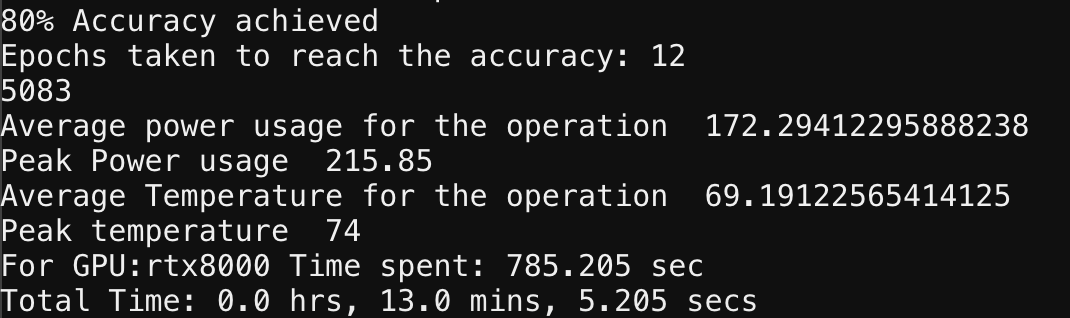 80% Accuracy achieved
Epochs taken to reach the accuracy: 12
5083
Average power usage for the operation  172.29412295888238
Peak Power usage  215.85
Average Temperature for the operation  69.19122565414125
Peak temperature  74
For GPU:rtx8000 Time spent: 785.205 sec
Total Time: 0.0 hrs, 13.0 mins, 5.205 secs